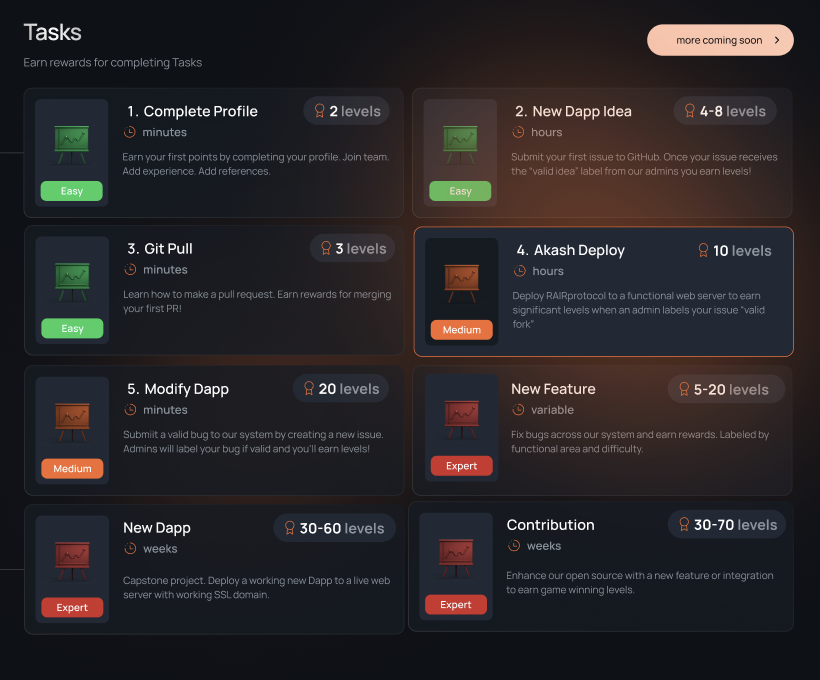 Tasks
more coming soon
Earn rewards for completing Tasks
1. Complete Profile
2 levels
minutes
Earn your first points by completing your profile. Join team.
Add experience. Add references.
Easy
2. New Dapp Idea
4-8 levels
hours
Submit your first issue to GitHub. Once your issue receives
the “valid idea” label from our admins you earn levels!
Easy
3. Git Pull
3 levels
minutes
Learn how to make a pull request. Earn rewards for merging
your first PR!
Easy
4. Akash Deploy
10 levels
hours
Deploy RAIRprotocol to a functional web server to earn
significant levels when an admin labels your issue “valid
fork”
Medium
5. Modify Dapp
20 levels
minutes
Submiit a valid bug to our system by creating a new issue.
Admins will label your bug if valid and you’ll earn levels!
Medium
New Feature
5-20 levels
variable
Fix bugs across our system and earn rewards. Labeled by
functional area and difficulty.
Expert
New Dapp
30-60 levels
weeks
Capstone project. Deploy a working new Dapp to a live web
server with working SSL domain.
Expert
Contribution
30-70 levels
weeks
Enhance our open source with a new feature or integration
to earn game winning levels.
Expert